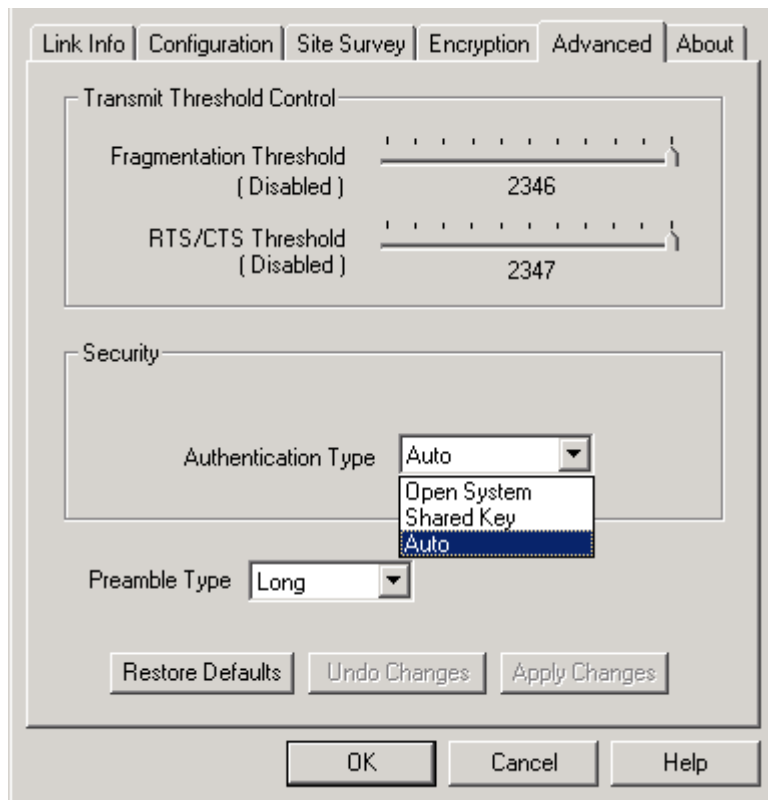 Link Info Configuration Site Survey Encryption Advanced About
Transmit Threshold Control
Fragmentation Threshold
( Disabled )
2346
RTS/CTS Threshold
( Disabled )
2347
Security
Authentication Type Auto
Open System
Shared Key
Auto
Preamble Type Long
Restore Defaults Undo Changes Apply Changes
OK Cancel Help